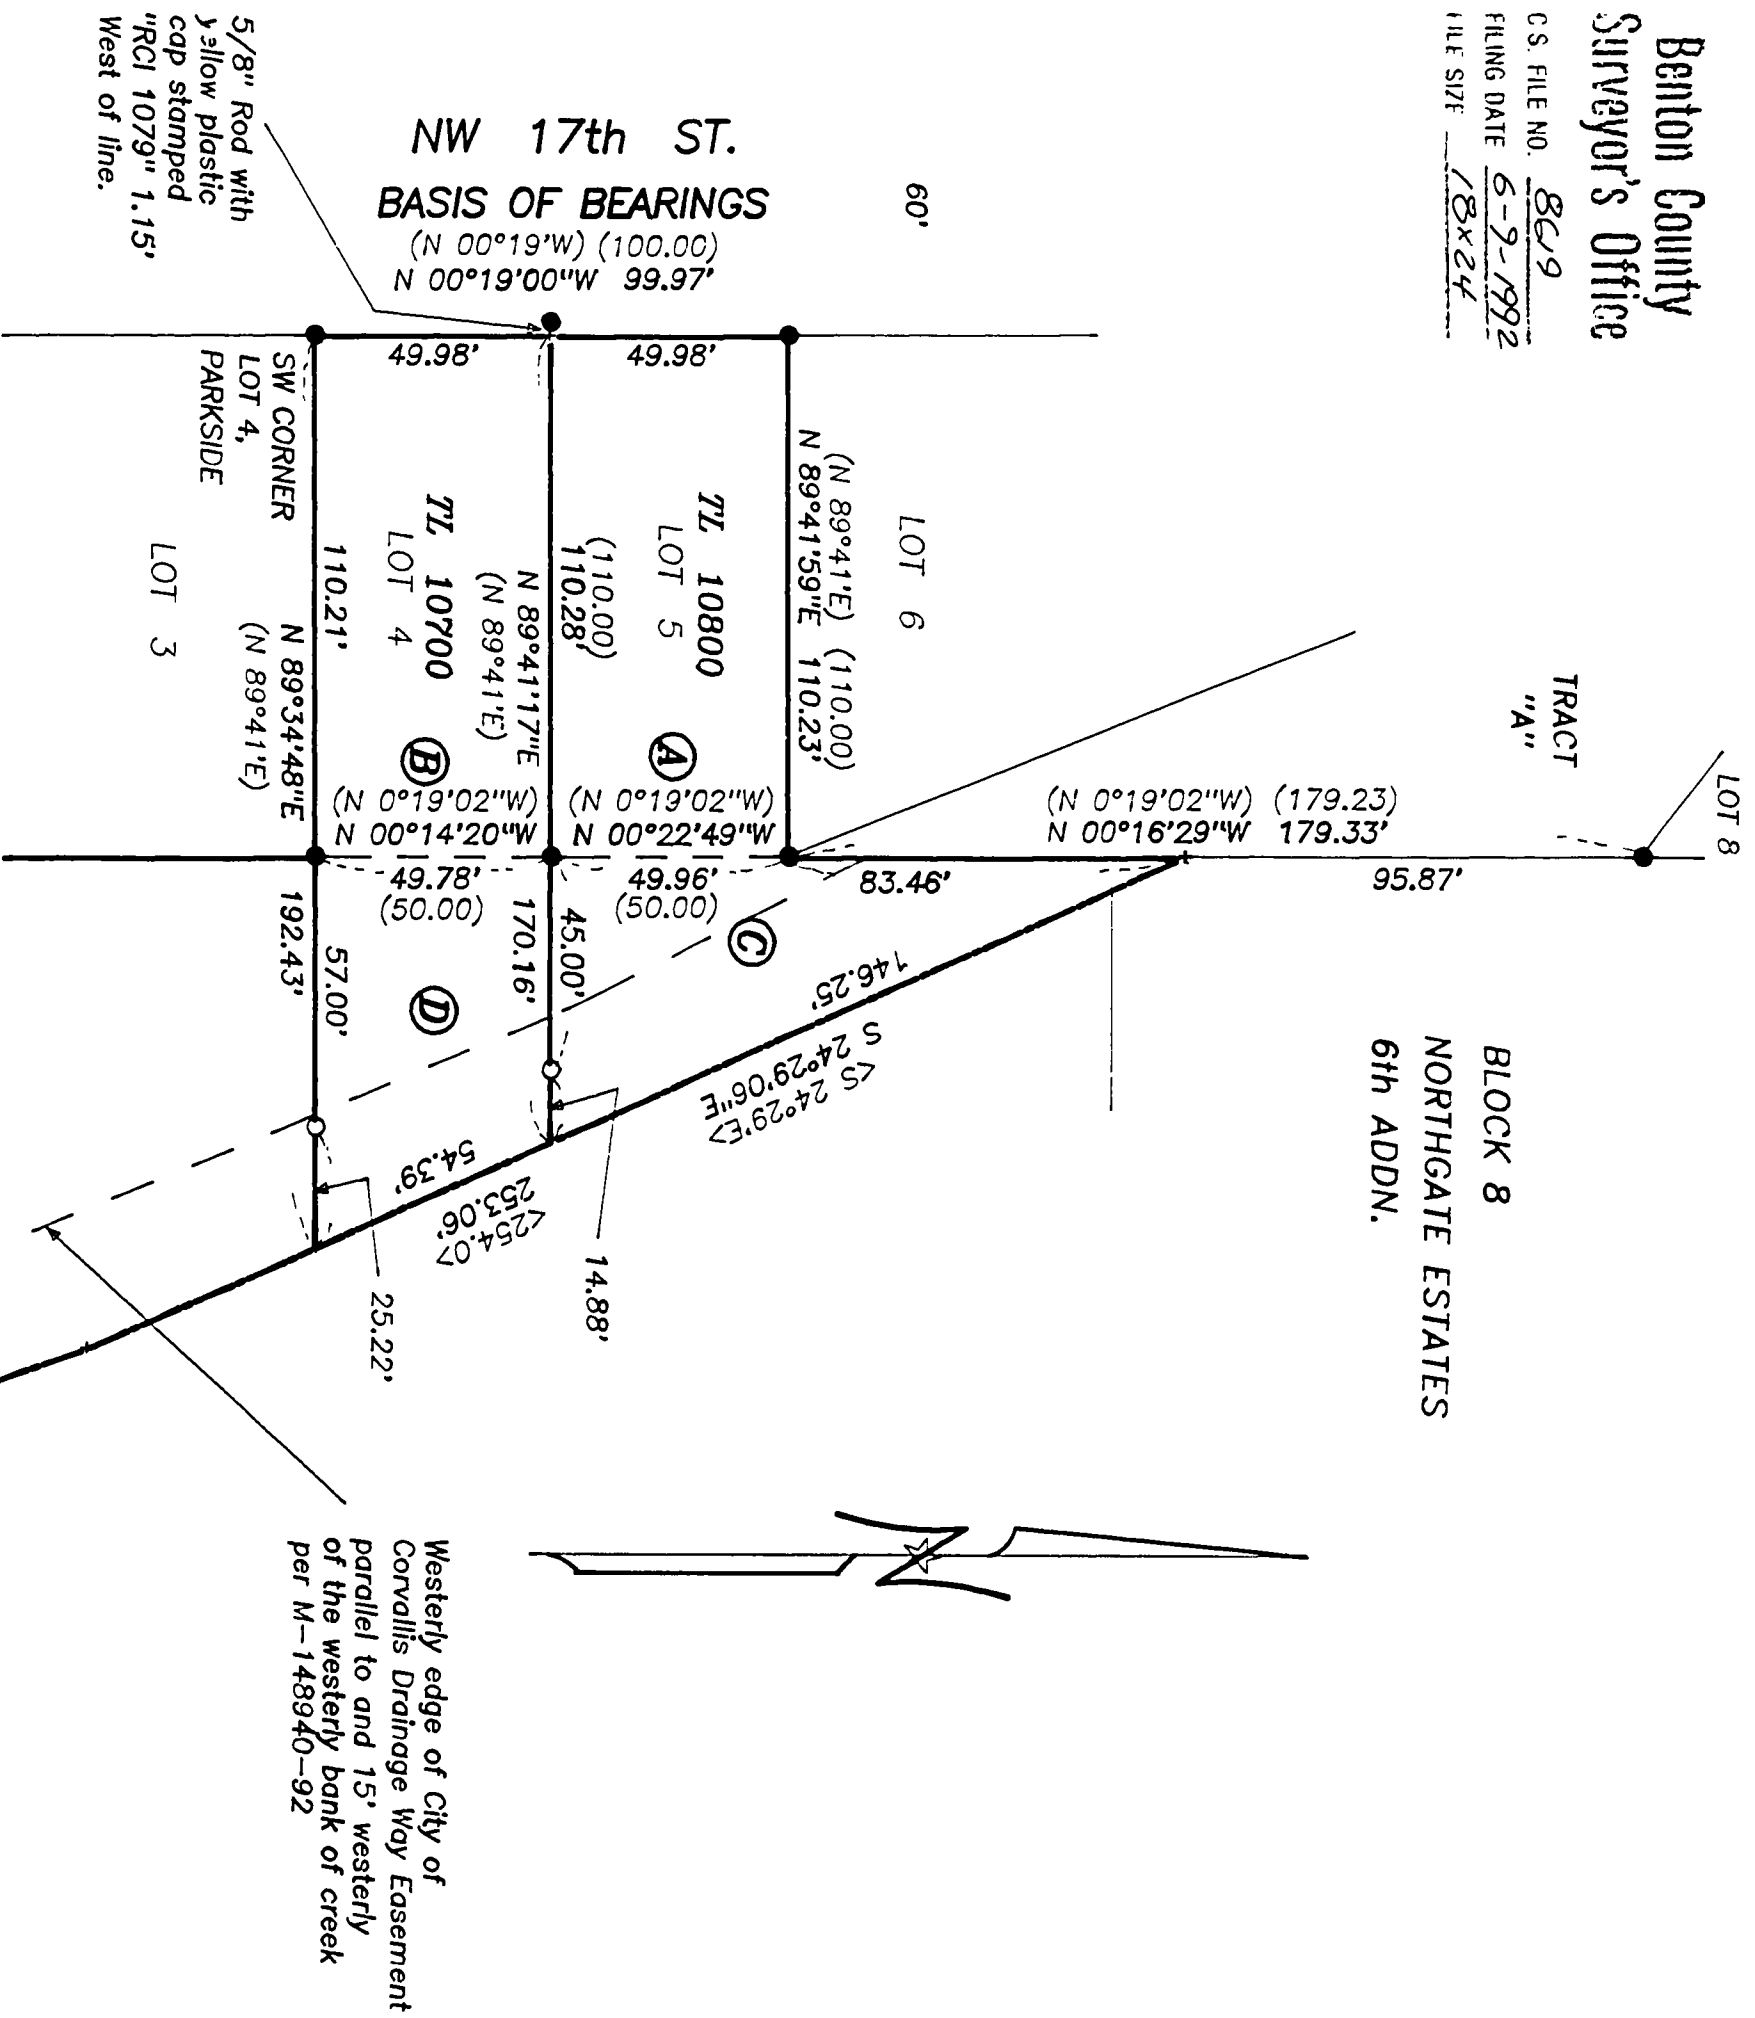 Benton County
Surveyor's Office
C.S. FILE NO. 8619
FILING DATE 6-9-1992
FILE SIZE 18x24
LOT 8
TRACT
"A"
BLOCK 8
NORTHGATE ESTATES
6th ADDN.
60'
NW 17th ST.
BASIS OF BEARINGS
(N 00°19'W) (100.00)
N 00°19'00"W 99.97'
5/8" Rod with
yellow plastic
cap stamped
"RCI 1079" 1.15'
West of line.
49.98'
49.98'
LOT 6
(N 89°41'E) (110.00)
N 89°41'59"E 110.23'
TL 10800
LOT 5
(110.00)
110.28'
N 89°41'17"E
(N 89°41'E)
TL 10700
LOT 4
110.21'
N 89°34'48"E
(N 89°41'E)
SW CORNER
LOT 4,
PARKSIDE
LOT 3
A
B
C
D
(N 0°19'02"W)
N 00°14'20"W
49.78'
(50.00)
(N 0°19'02"W)
N 00°22'49"W
49.96'
(50.00)
(N 0°19'02"W) (179.23)
N 00°16'29"W 179.33'
83.46'
95.87'
45.00'
170.16'
57.00'
192.43'
146.25'
S 24°29'06"E
<S 24°29'E>
54.39'
253.06'
<254.0>
14.88'
25.22'
Westerly edge of City of
Corvallis Drainage Way Easement
parallel to and 15' westerly
of the westerly bank of creek
per M-14894̸0-92